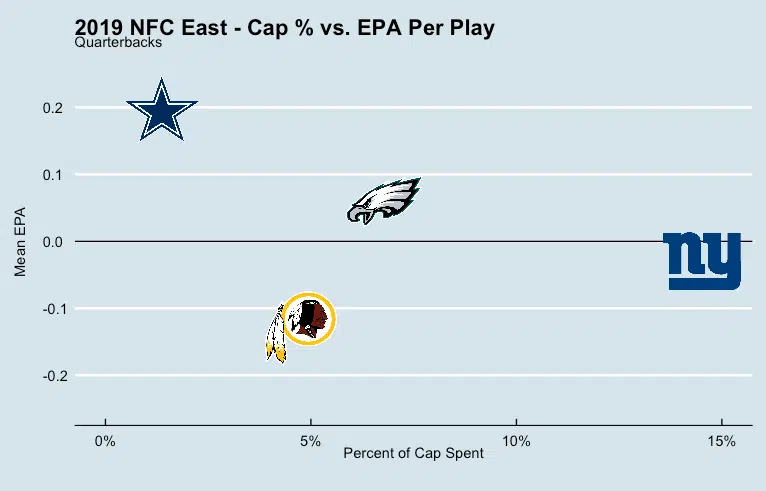 2019 NFC East - Cap % vs. EPA Per Play
Quarterbacks
0.2
0.1
0.0
-0.1
-0.2
Mean EPA
ny
0%
5%
10%
15%
Percent of Cap Spent